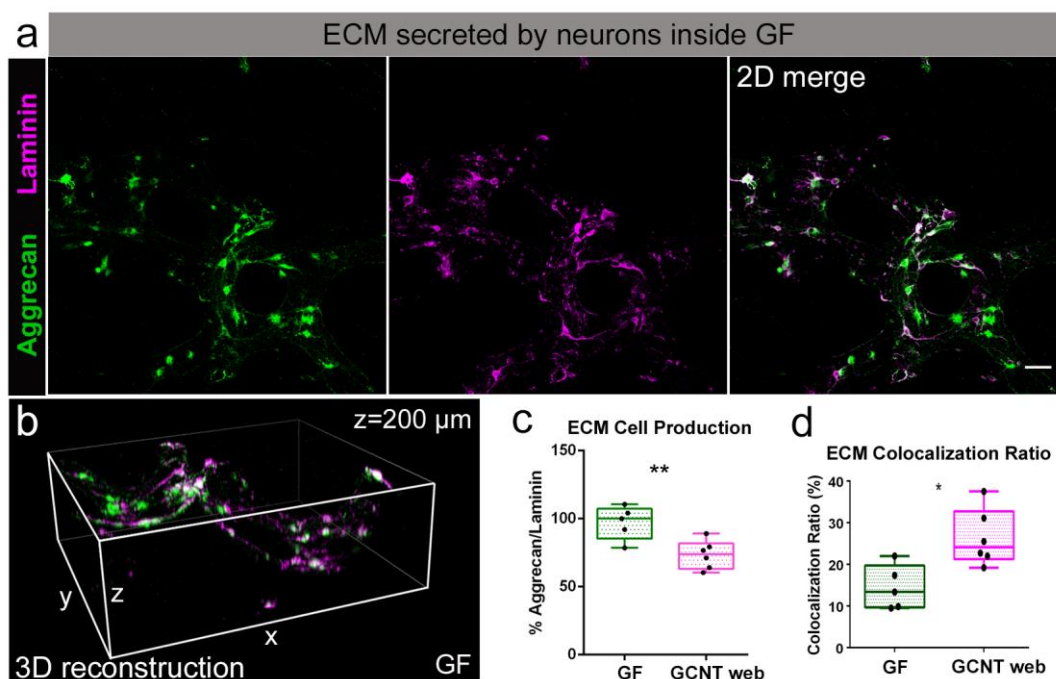 a
ECM secreted by neurons inside GF
Aggrecan Laminin
2D merge
b
z=200 µm
y
z
x
3D reconstruction
GF
c
ECM Cell Production
**
% Aggrecan/Laminin
150
100
50
0
GF
GCNT web
d
ECM Colocalization Ratio
*
Colocalization Ratio (%)
40
30
20
10
0
GF
GCNT web